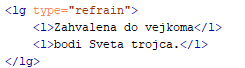 <lg type="refrain">
<l>Zahvalena do vejkoma</l>
<l>bodi Sveta trojca.</l>
</lg>